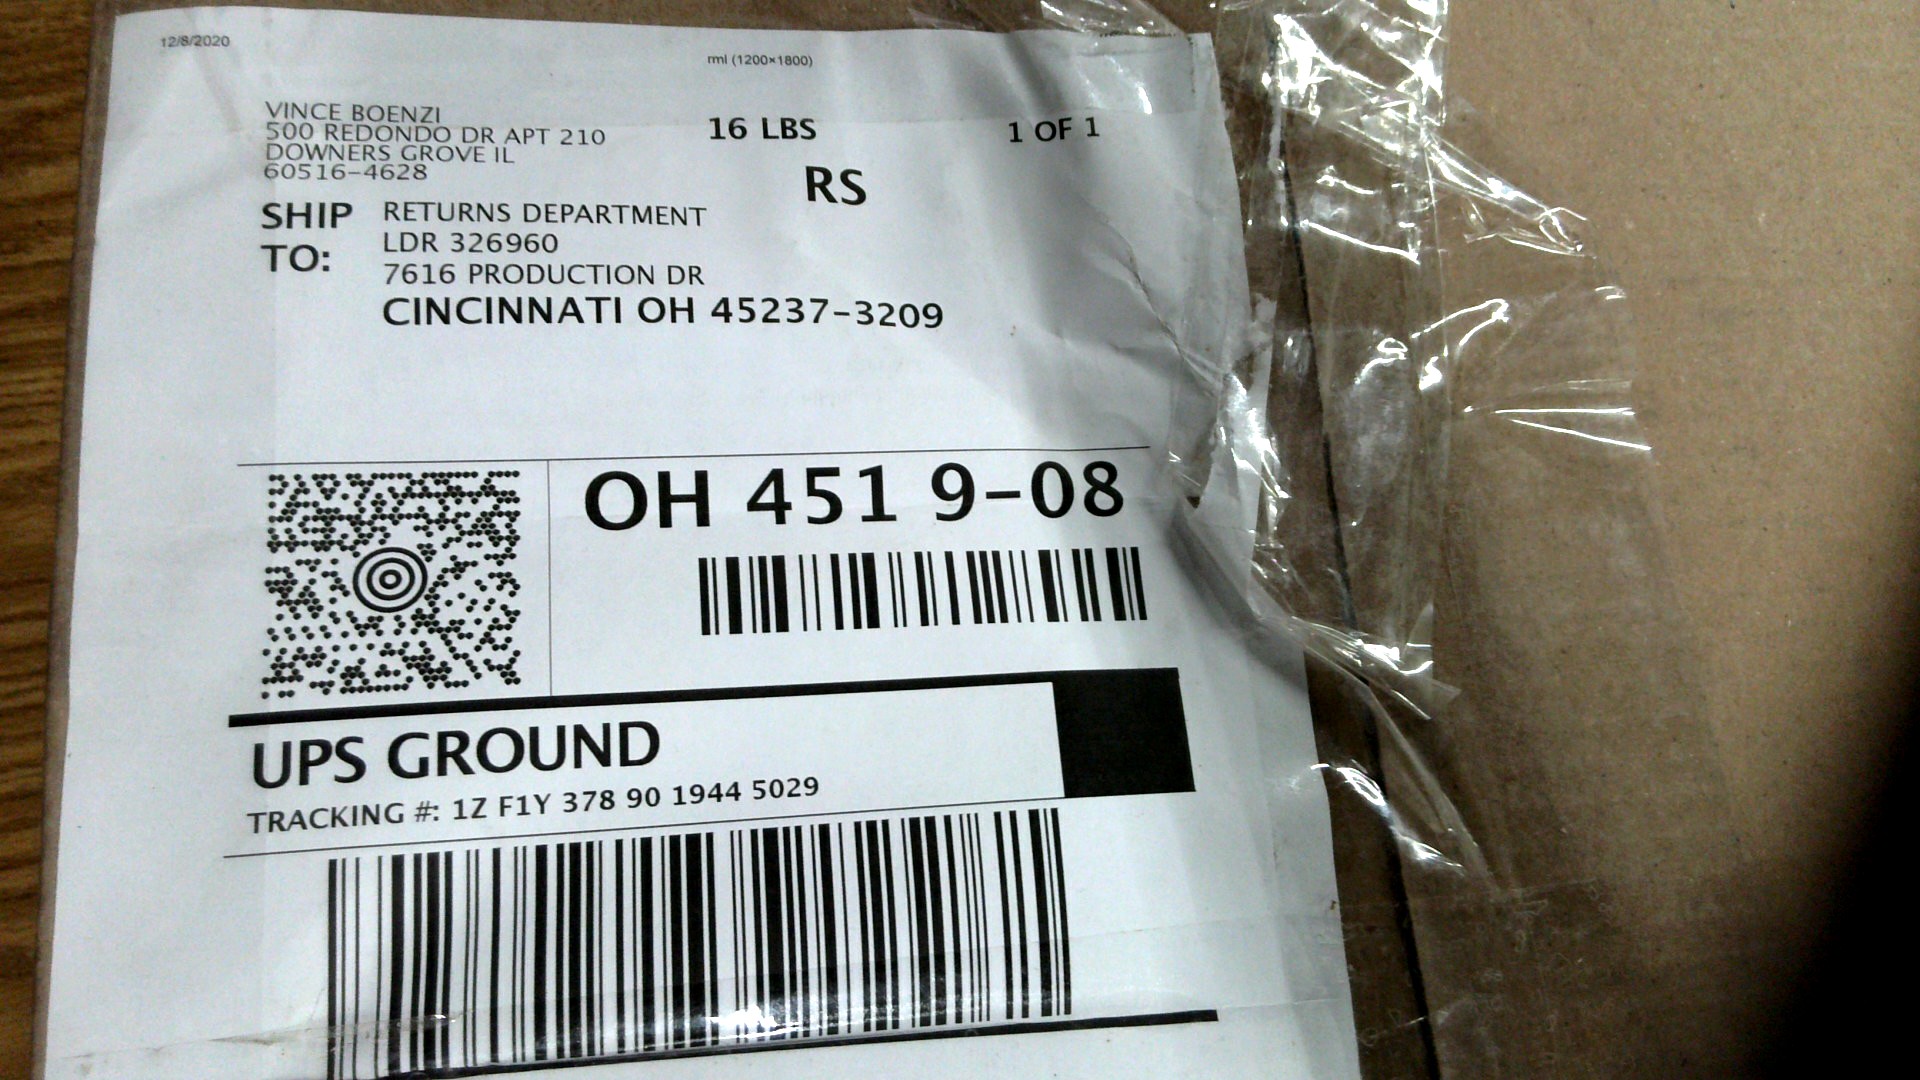 12/8/2020
rml (1200×1800)
VINCE BOENZI
500 REDONDO DR APT 210
DOWNERS GROVE IL
60516-4628
16 LBS
1 OF 1
RS
SHIP TO:
RETURNS DEPARTMENT
LDR 326960
7616 PRODUCTION DR
CINCINNATI OH 45237-3209
OH 451 9-08
UPS GROUND
TRACKING #: 1Z F1Y 378 90 1944 5029